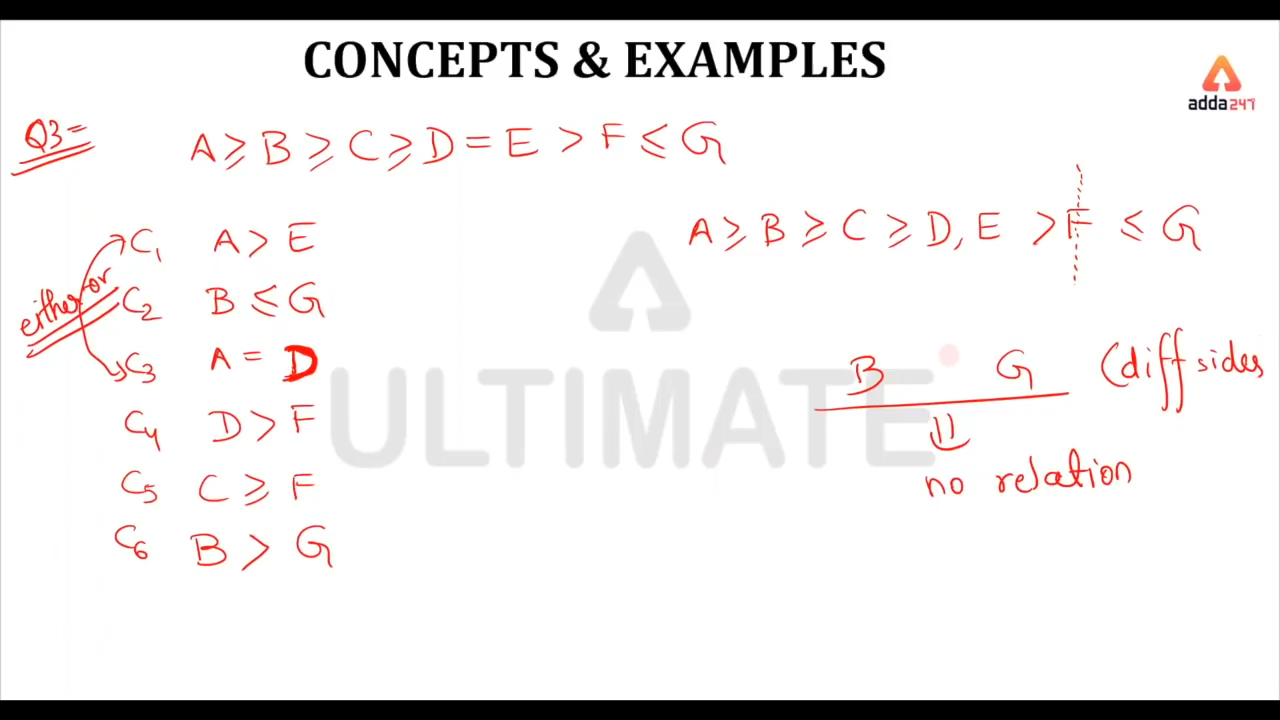 CONCEPTS & EXAMPLES
adda247
Q3=
A ≥ B ≥ C ≥ D = E > F ≤ G
A ≥ B ≥ C ≥ D, E > F ≤ G
either or
C1 A > E
C2 B ≤ G
C3 A = D
C4 D > F
C5 C ≥ F
C6 B > G
B G (diff sides
no relation
ULTIMATE